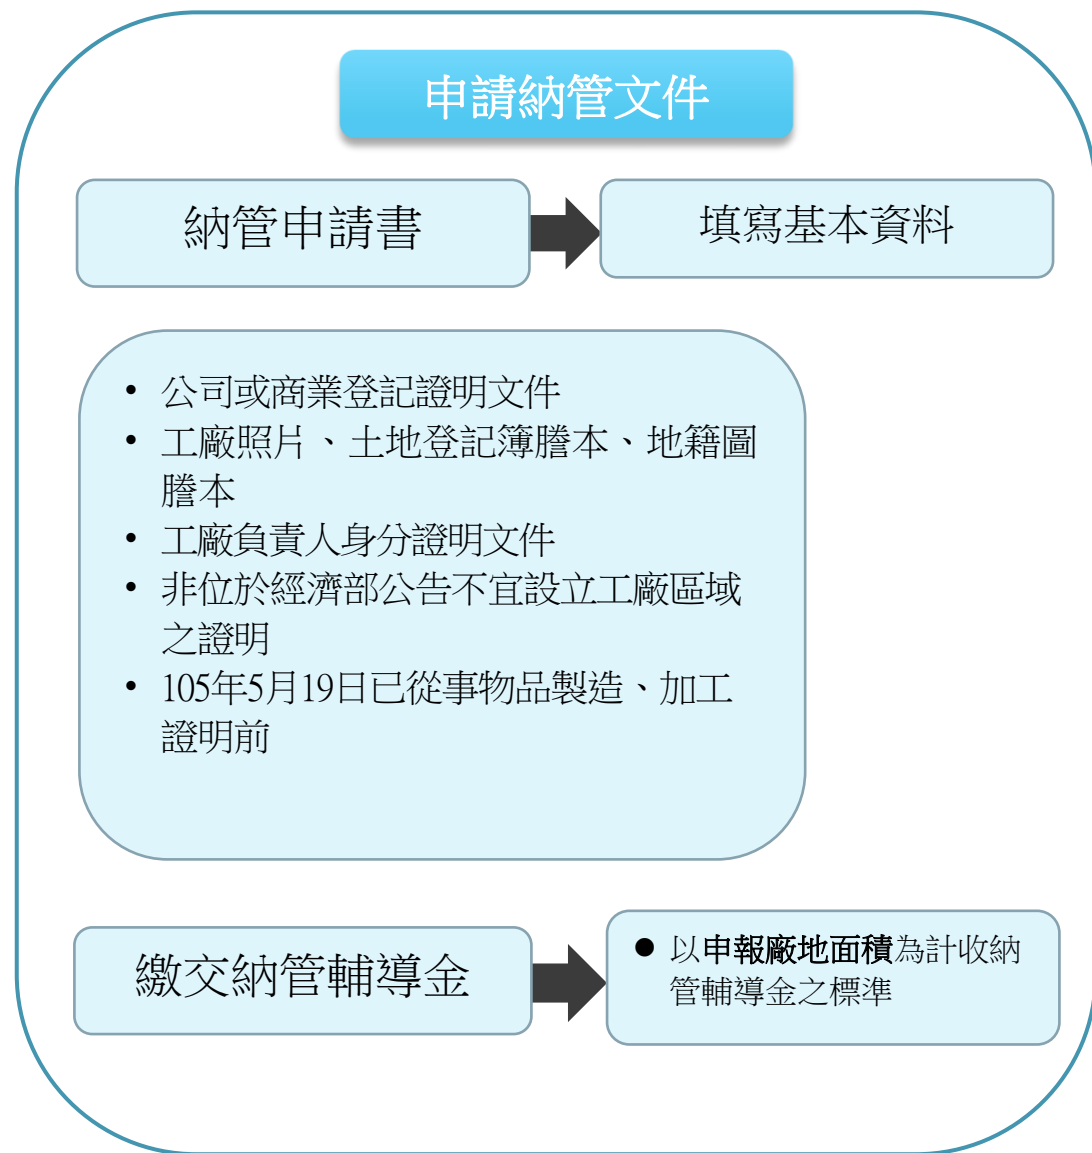 申請納管文件
納管申請書
填寫基本資料
• 公司或商業登記證明文件
• 工廠照片、土地登記簿謄本、地籍圖
謄本
• 工廠負責人身分證明文件
• 非位於經濟部公告不宜設立工廠區域
之證明
• 105年5月19日已從事物品製造、加工
證明前
繳交納管輔導金
● 以申報廠地面積為計收納
管輔導金之標準